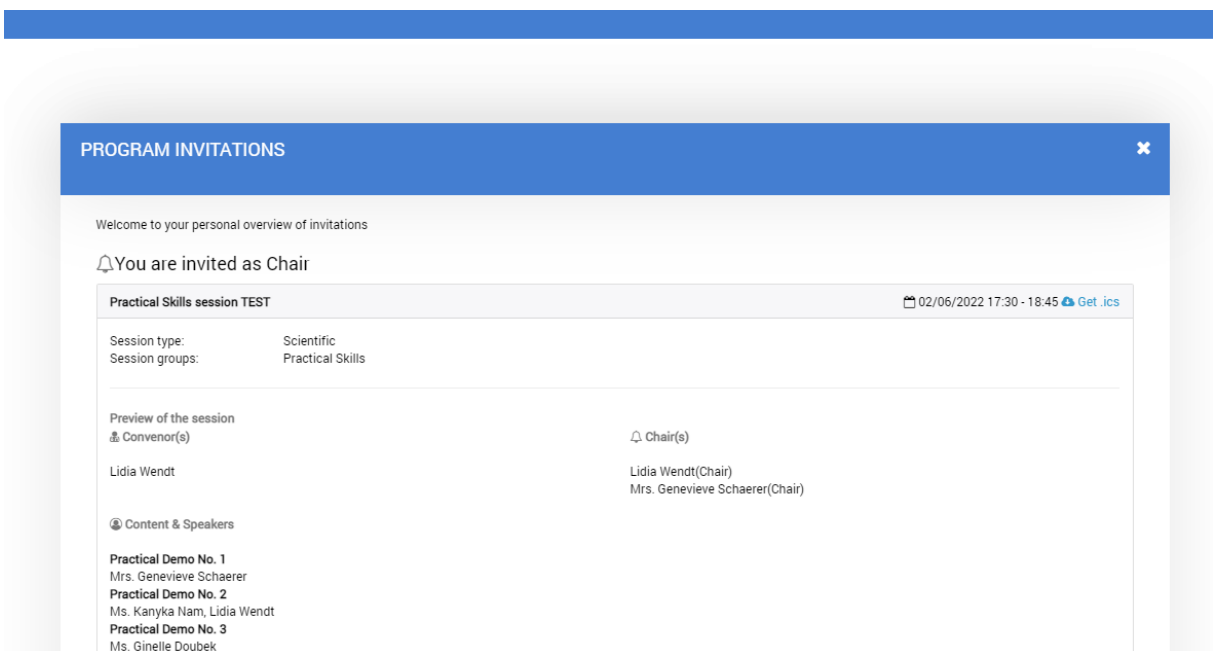 PROGRAM INVITATIONS
Welcome to your personal overview of invitations
You are invited as Chair
Practical Skills session TEST 02/06/2022 17:30 - 18:45 Get .ics
Session type: Scientific
Session groups: Practical Skills
Preview of the session
Convenor(s) Chair(s)
Lidia Wendt Lidia Wendt(Chair)
Mrs. Genevieve Schaerer(Chair)
Content & Speakers
Practical Demo No. 1
Mrs. Genevieve Schaerer
Practical Demo No. 2
Ms. Kanyka Nam, Lidia Wendt
Practical Demo No. 3
Ms. Ginelle Doubek